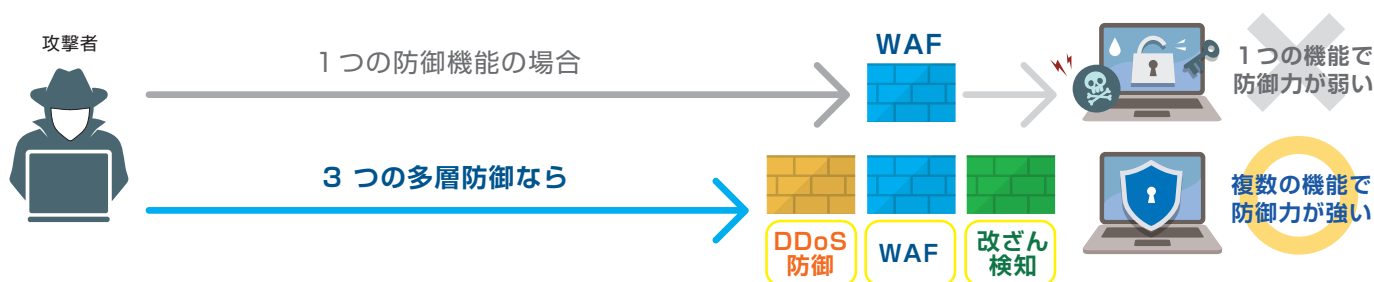 攻撃者
1つの防御機能の場合
WAF
1つの機能で
防御力が弱い
3 つの多層防御なら
DDoS
防御
WAF
改ざん
検知
複数の機能で
防御力が強い